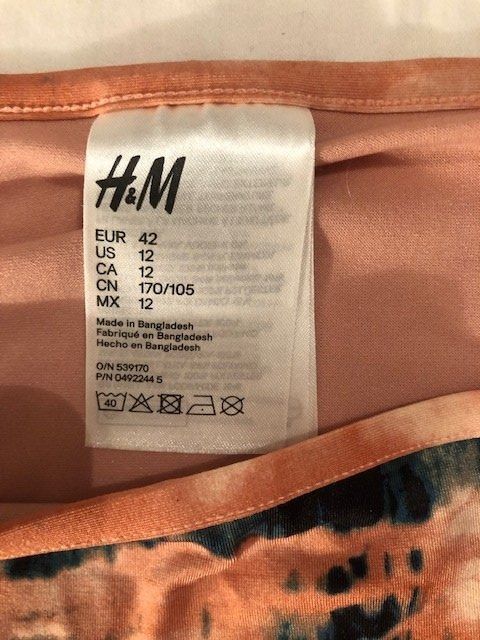 H&M
EUR 42
US 12
CA 12
CN 170/105
MX 12
Made in Bangladesh
Fabriqué en Bangladesh
Hecho en Bangladesh
O/N 539170
P/N 0492244 5
40